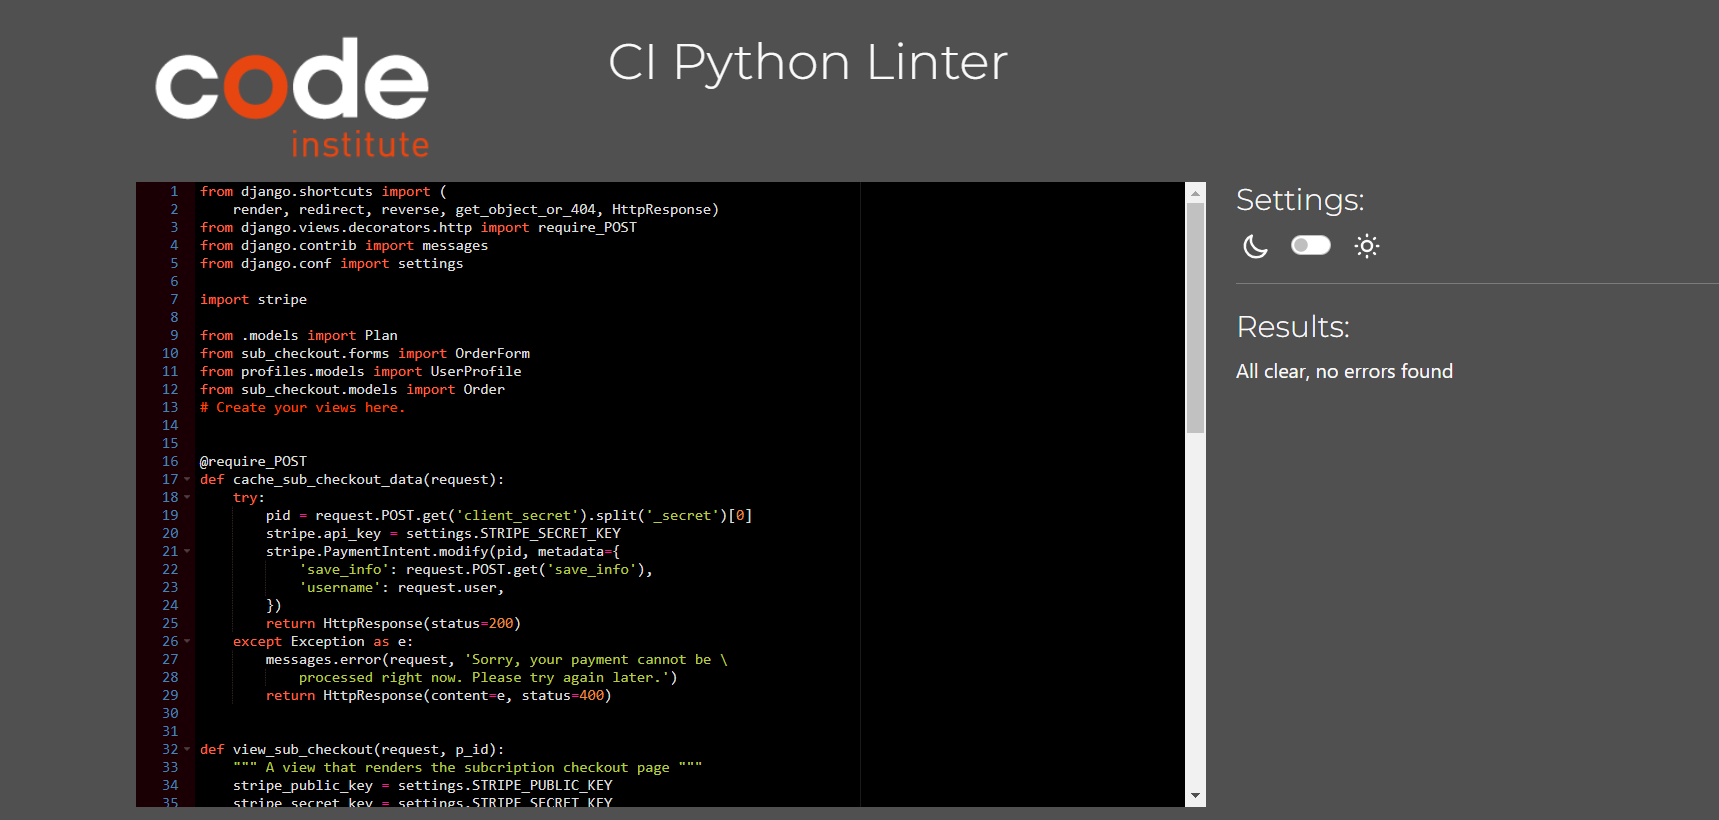 code
institute
CI Python Linter
1 from django.shortcuts import (
2     render, redirect, reverse, get_object_or_404, HttpResponse)
3 from django.views.decorators.http import require_POST
4 from django.contrib import messages
5 from django.conf import settings
6
7 import stripe
8
9 from .models import Plan
10 from sub_checkout.forms import OrderForm
11 from profiles.models import UserProfile
12 from sub_checkout.models import Order
13 # Create your views here.
14
15
16 @require_POST
17 def cache_sub_checkout_data(request):
18     try:
19         pid = request.POST.get('client_secret').split('_secret')[0]
20         stripe.api_key = settings.STRIPE_SECRET_KEY
21         stripe.PaymentIntent.modify(pid, metadata={
22             'save_info': request.POST.get('save_info'),
23             'username': request.user,
24         })
25         return HttpResponse(status=200)
26     except Exception as e:
27         messages.error(request, 'Sorry, your payment cannot be \
28             processed right now. Please try again later.')
29         return HttpResponse(content=e, status=400)
30
31
32 def view_sub_checkout(request, p_id):
33     """ A view that renders the subcription checkout page """
34     stripe_public_key = settings.STRIPE_PUBLIC_KEY
35     stripe_secret_key = settings.STRIPE_SECRET_KEY
Settings:
Results:
All clear, no errors found